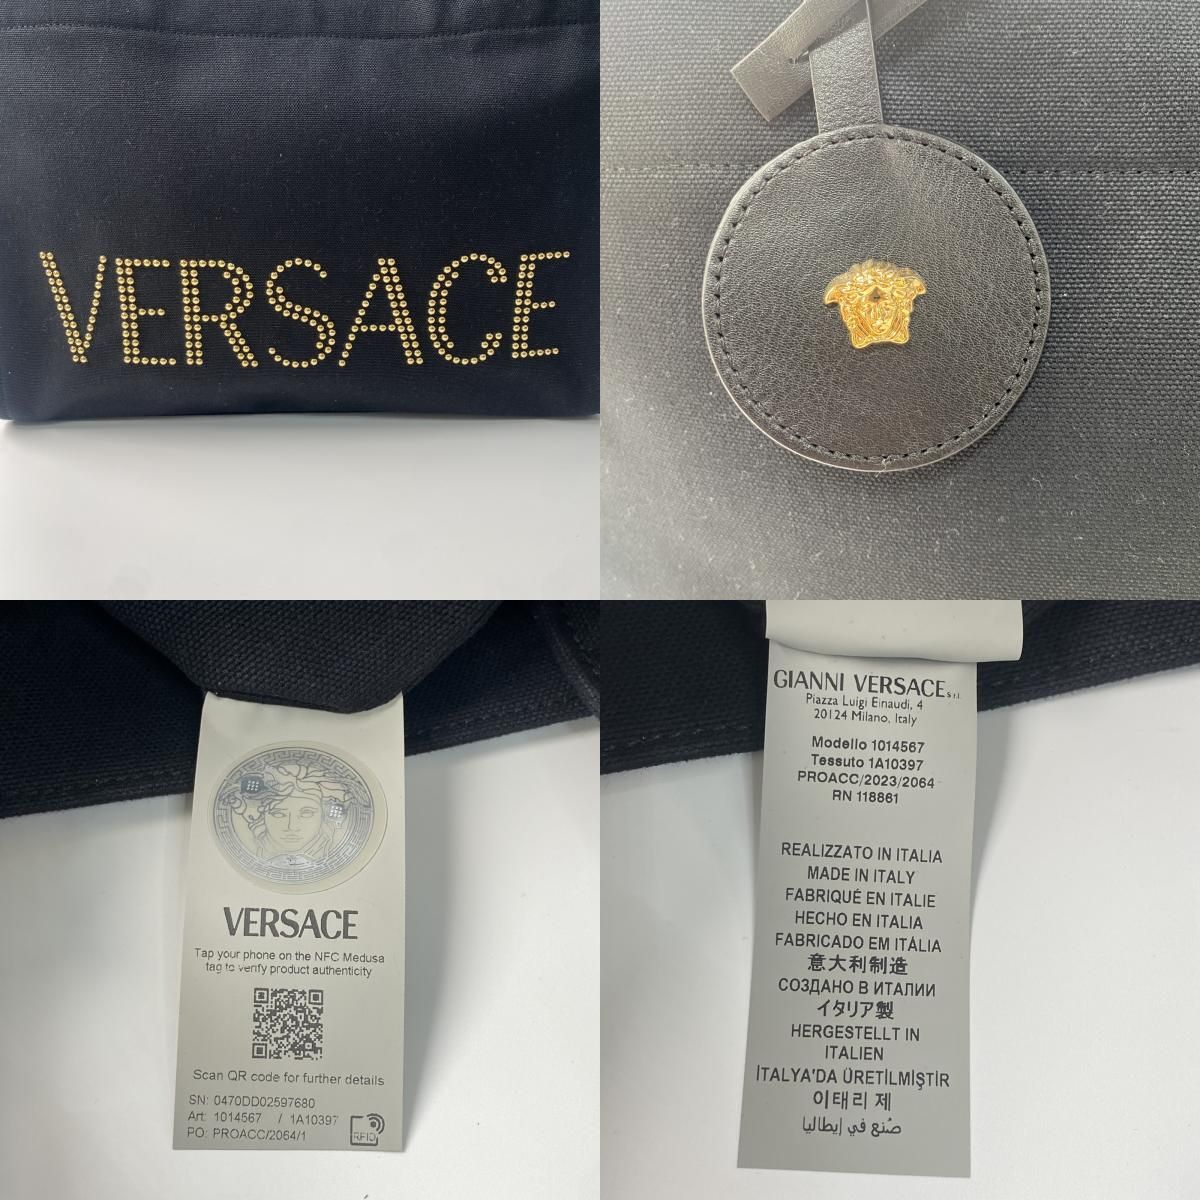 VERSACE
VERSACE
Tap your phone on the NFC Medusa
tag to verify product authenticity
Scan QR code for further details
SN: 0470DD02597680
Art: 1014567 / 1A10397
PO: PROACC/2064/1
RFID
GIANNI VERSACE s.r.l.
Piazza Luigi Einaudi, 4
20124 Milano, Italy
Modello 1014567
Tessuto 1A10397
PROACC/2023/2064
RN 118861
REALIZZATO IN ITALIA
MADE IN ITALY
FABRIQUÉ EN ITALIE
HECHO EN ITALIA
FABRICADO EM ITÁLIA
意大利制造
СОЗДАНО В ИТАЛИИ
イタリア製
HERGESTELLT IN
ITALIEN
İTALYA'DA ÜRETİLMİŞTİR
이태리 제
صُنع في إيطاليا